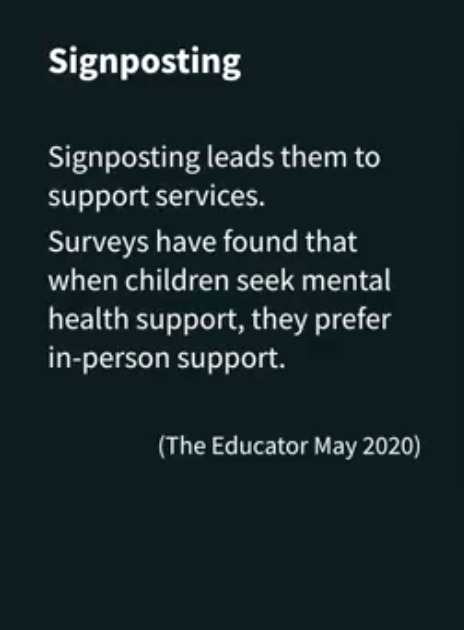 Signposting
Signposting leads them to
support services.
Surveys have found that
when children seek mental
health support, they prefer
in-person support.
(The Educator May 2020)